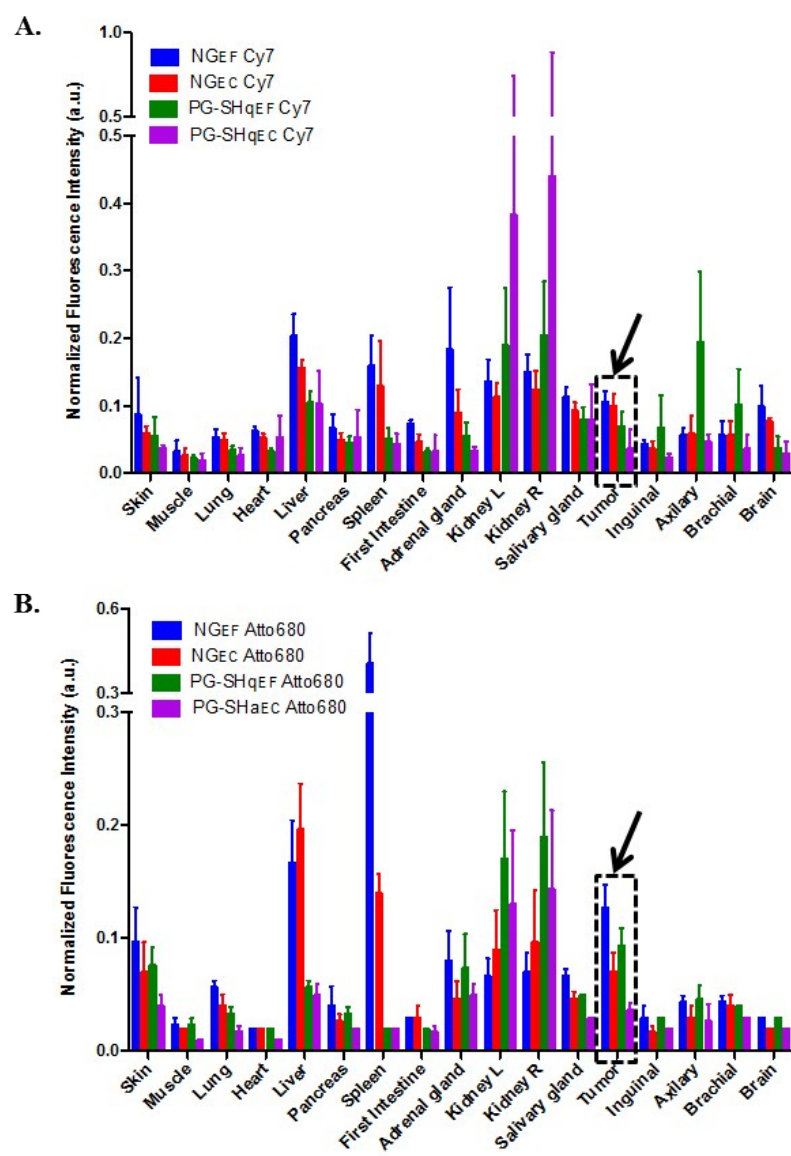 A.
Normalized Fluorescence Intensity (a.u.)
1.0
0.5
0.5
0.4
0.3
0.2
0.1
0.0
NGEF Cy7
NGEC Cy7
PG-SHqEF Cy7
PG-SHqEC Cy7
Skin
Muscle
Lung
Heart
Liver
Pancreas
Spleen
First Intestine
Adrenal gland
Kidney L
Kidney R
Salivary gland
Tumor
Inguinal
Axilary
Brachial
Brain
B.
Normalized Fluorescence Intensity (a.u.)
0.6
0.3
0.3
0.2
0.1
0.0
NGEF Atto680
NGEC Atto680
PG-SHqEF Atto680
PG-SHaEC Atto680
Skin
Muscle
Lung
Heart
Liver
Pancreas
Spleen
First Intestine
Adrenal gland
Kidney L
Kidney R
Salivary gland
Tumor
Inguinal
Axilary
Brachial
Brain